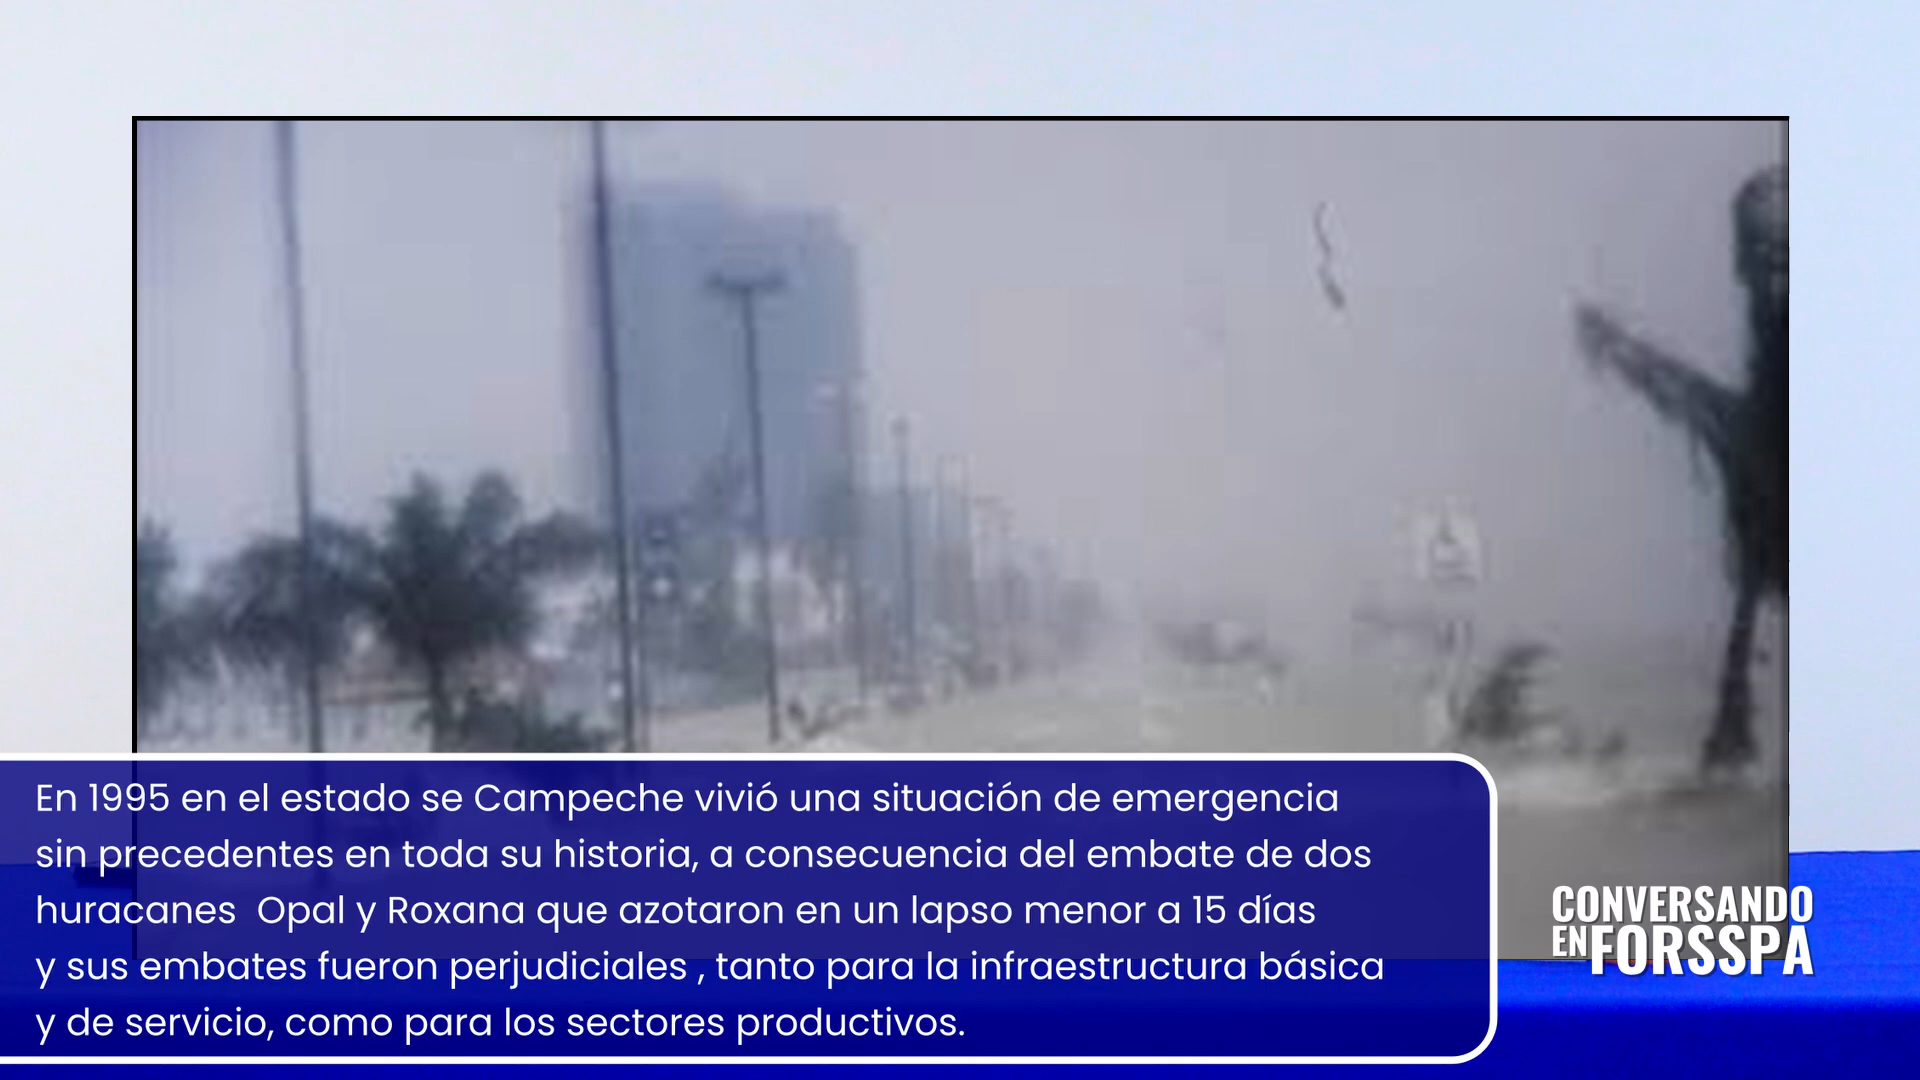 En 1995 en el estado se Campeche vivió una situación de emergencia
sin precedentes en toda su historia, a consecuencia del embate de dos
huracanes  Opal y Roxana que azotaron en un lapso menor a 15 días
y sus embates fueron perjudiciales , tanto para la infraestructura básica
y de servicio, como para los sectores productivos.
CONVERSANDO
EN FORSSPA